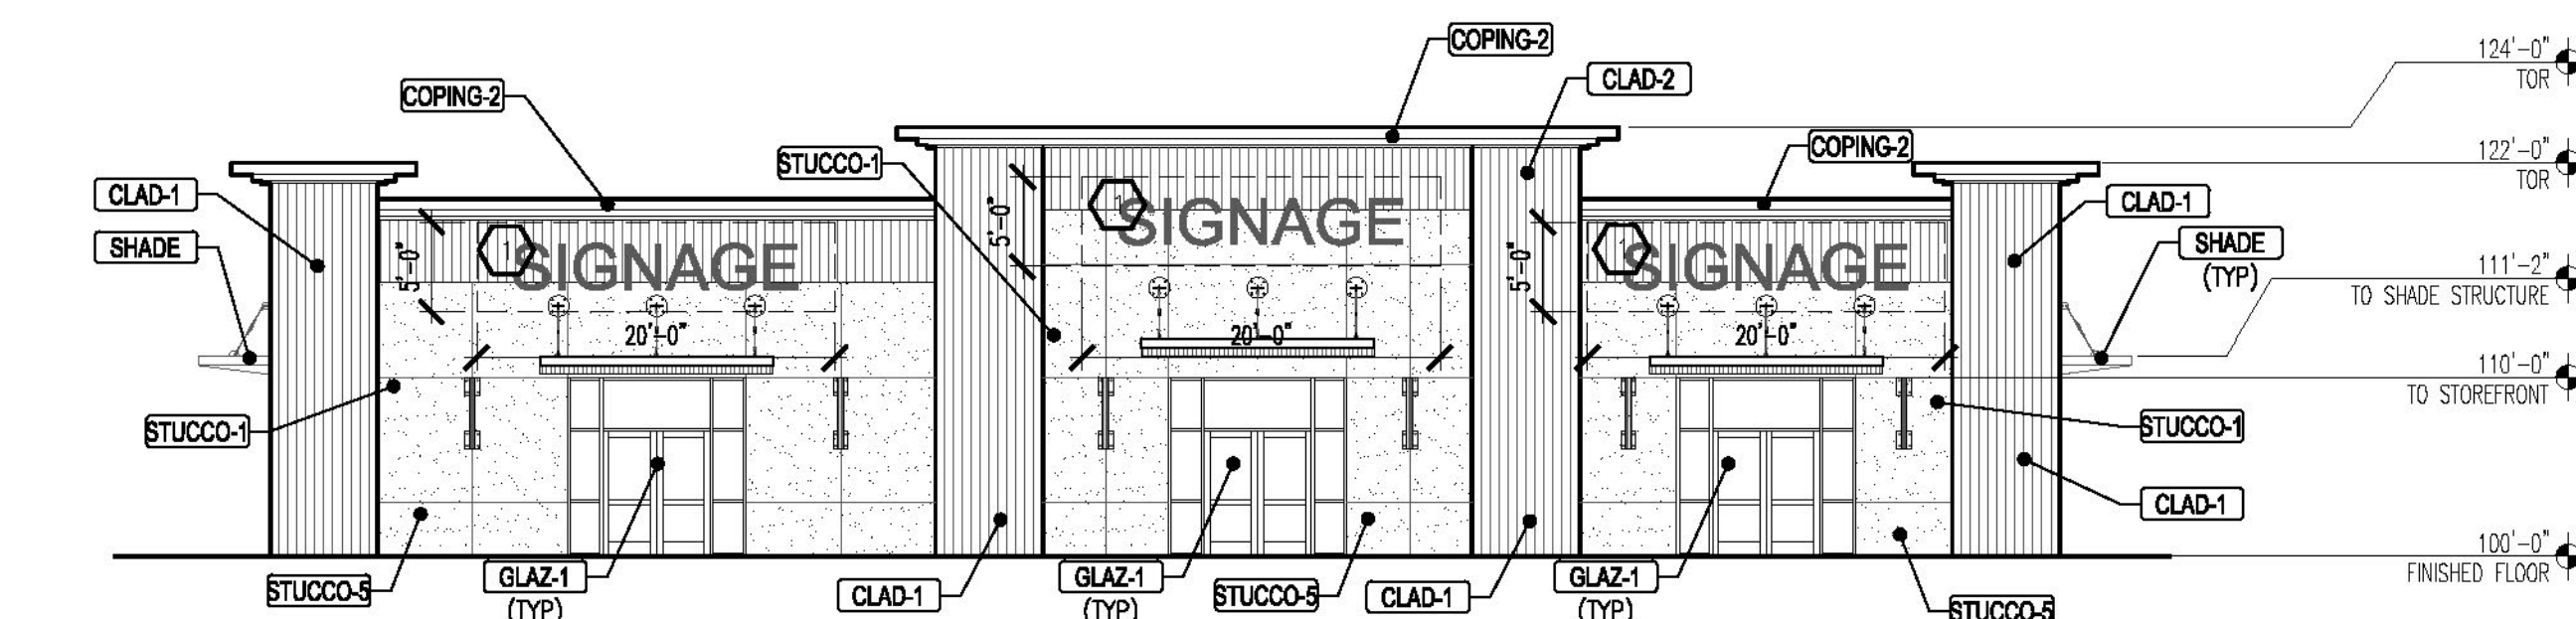 COPING-2
124'-0"
TOR
CLAD-2
COPING-2
COPING-2
STUCCO-1
122'-0"
TOR
CLAD-1
CLAD-1
SHADE
SHADE
(TYP)
1
SIGNAGE
5'-0"
1
SIGNAGE
5'-0"
1
SIGNAGE
5'-0"
111'-2"
TO SHADE STRUCTURE
20'-0"
20'-0"
20'-0"
110'-0"
TO STOREFRONT
STUCCO-1
STUCCO-1
CLAD-1
100'-0"
FINISHED FLOOR
STUCCO-5
GLAZ-1
(TYP)
CLAD-1
GLAZ-1
(TYP)
STUCCO-5
CLAD-1
GLAZ-1
(TYP)
STUCCO-5